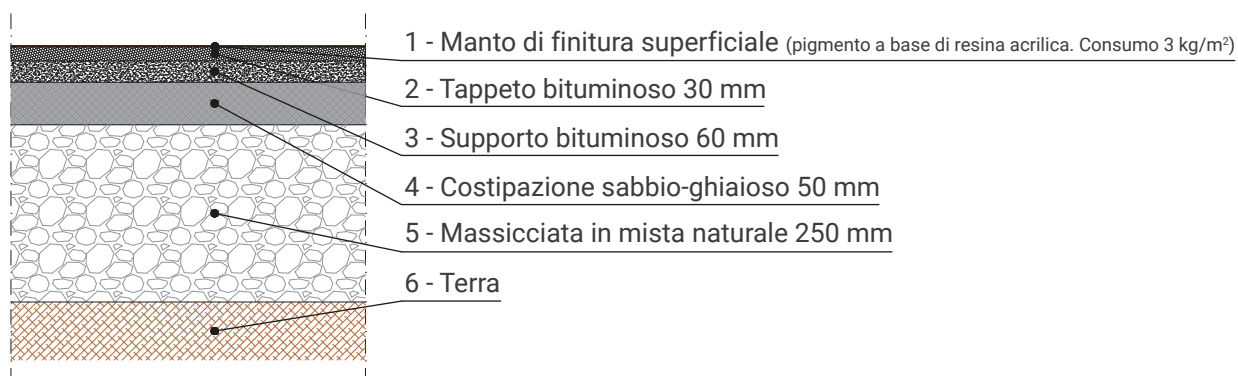 1 - Manto di finitura superficiale (pigmento a base di resina acrilica. Consumo 3 kg/m²)
2 - Tappeto bituminoso 30 mm
3 - Supporto bituminoso 60 mm
4 - Costipazione sabbio-ghiaioso 50 mm
5 - Massicciata in mista naturale 250 mm
6 - Terra